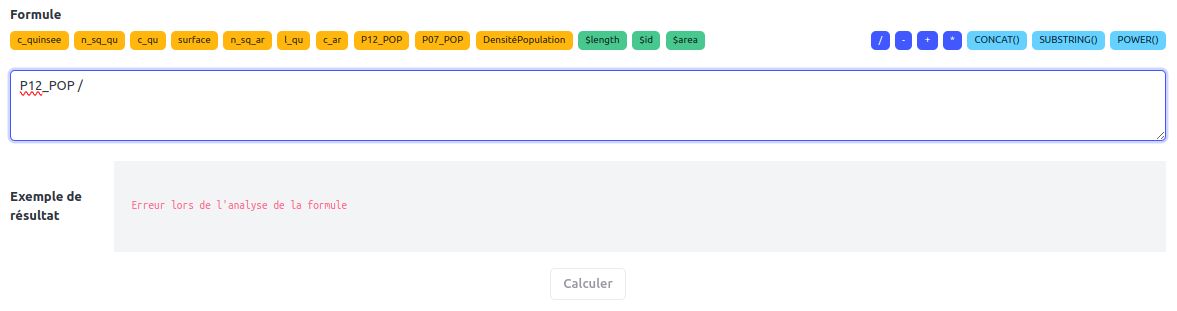 Formule
c_quinsee n_sq_qu c_qu surface n_sq_ar l_qu c_ar P12_POP P07_POP DensitéPopulation $length $id $area / - + * CONCAT() SUBSTRING() POWER()
P12_POP /
Exemple de
résultat
Erreur lors de l'analyse de la formule
Calculer